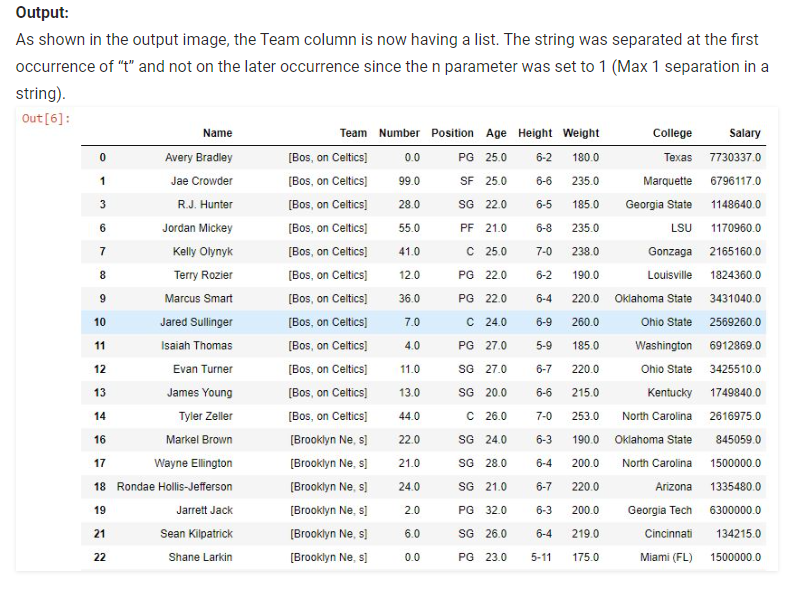 Output:
As shown in the output image, the Team column is now having a list. The string was separated at the first
occurrence of “t” and not on the later occurrence since the n parameter was set to 1 (Max 1 separation in a
string).
Out[6]:
Name Team Number Position Age Height Weight College Salary
0 Avery Bradley [Bos, on Celtics] 0.0 PG 25.0 6-2 180.0 Texas 7730337.0
1 Jae Crowder [Bos, on Celtics] 99.0 SF 25.0 6-6 235.0 Marquette 6796117.0
3 R.J. Hunter [Bos, on Celtics] 28.0 SG 22.0 6-5 185.0 Georgia State 1148640.0
6 Jordan Mickey [Bos, on Celtics] 55.0 PF 21.0 6-8 235.0 LSU 1170960.0
7 Kelly Olynyk [Bos, on Celtics] 41.0 C 25.0 7-0 238.0 Gonzaga 2165160.0
8 Terry Rozier [Bos, on Celtics] 12.0 PG 22.0 6-2 190.0 Louisville 1824360.0
9 Marcus Smart [Bos, on Celtics] 36.0 PG 22.0 6-4 220.0 Oklahoma State 3431040.0
10 Jared Sullinger [Bos, on Celtics] 7.0 C 24.0 6-9 260.0 Ohio State 2569260.0
11 Isaiah Thomas [Bos, on Celtics] 4.0 PG 27.0 5-9 185.0 Washington 6912869.0
12 Evan Turner [Bos, on Celtics] 11.0 SG 27.0 6-7 220.0 Ohio State 3425510.0
13 James Young [Bos, on Celtics] 13.0 SG 20.0 6-6 215.0 Kentucky 1749840.0
14 Tyler Zeller [Bos, on Celtics] 44.0 C 26.0 7-0 253.0 North Carolina 2616975.0
16 Markel Brown [Brooklyn Ne, s] 22.0 SG 24.0 6-3 190.0 Oklahoma State 845059.0
17 Wayne Ellington [Brooklyn Ne, s] 21.0 SG 28.0 6-4 200.0 North Carolina 1500000.0
18 Rondae Hollis-Jefferson [Brooklyn Ne, s] 24.0 SG 21.0 6-7 220.0 Arizona 1335480.0
19 Jarrett Jack [Brooklyn Ne, s] 2.0 PG 32.0 6-3 200.0 Georgia Tech 6300000.0
21 Sean Kilpatrick [Brooklyn Ne, s] 6.0 SG 26.0 6-4 219.0 Cincinnati 134215.0
22 Shane Larkin [Brooklyn Ne, s] 0.0 PG 23.0 5-11 175.0 Miami (FL) 1500000.0